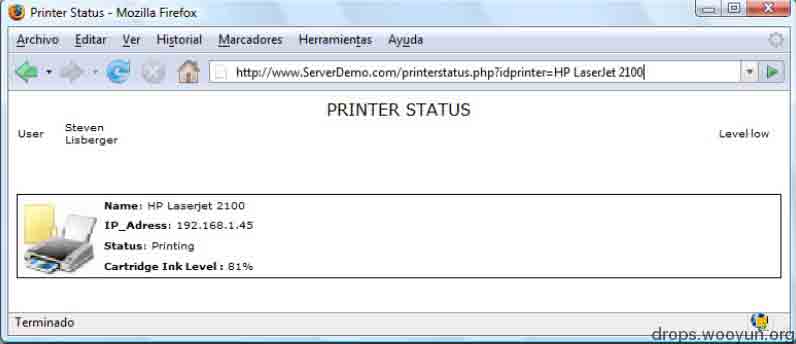 Printer Status - Mozilla Firefox
Archivo Editar Ver Historial Marcadores Herramientas Ayuda
http://www.ServerDemo.com/printerstatus.php?idprinter=HP LaserJet 2100
PRINTER STATUS
User Steven Lisberger Level low
Name: HP Laserjet 2100
IP_Adress: 192.168.1.45
Status: Printing
Cartridge Ink Level : 81%
Terminado
drops.wooyun.org